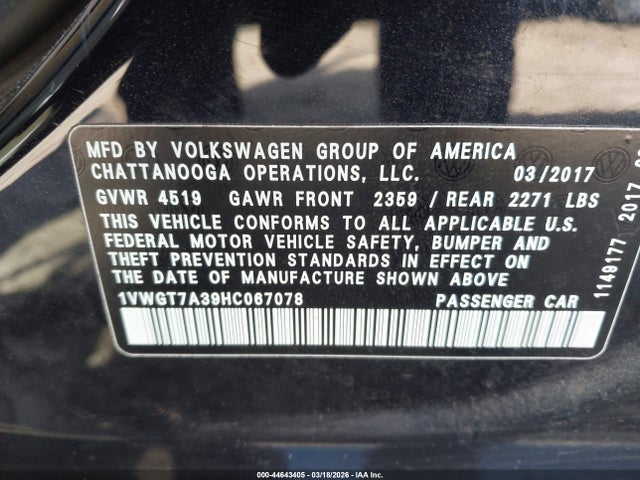 MFD BY VOLKSWAGEN GROUP OF AMERICA
CHATTANOOGA OPERATIONS, LLC. 03/2017
GVWR 4519 GAWR FRONT 2359 / REAR 2271 LBS
THIS VEHICLE CONFORMS TO ALL APPLICABLE U.S.
FEDERAL MOTOR VEHICLE SAFETY, BUMPER AND
THEFT PREVENTION STANDARDS IN EFFECT ON
THE DATE OF MANUFACTURE SHOWN ABOVE
1VWGT7A39HC067078 PASSENGER CAR
1149177 2017
000-44643405 - 03/18/2026 - IAA Inc.